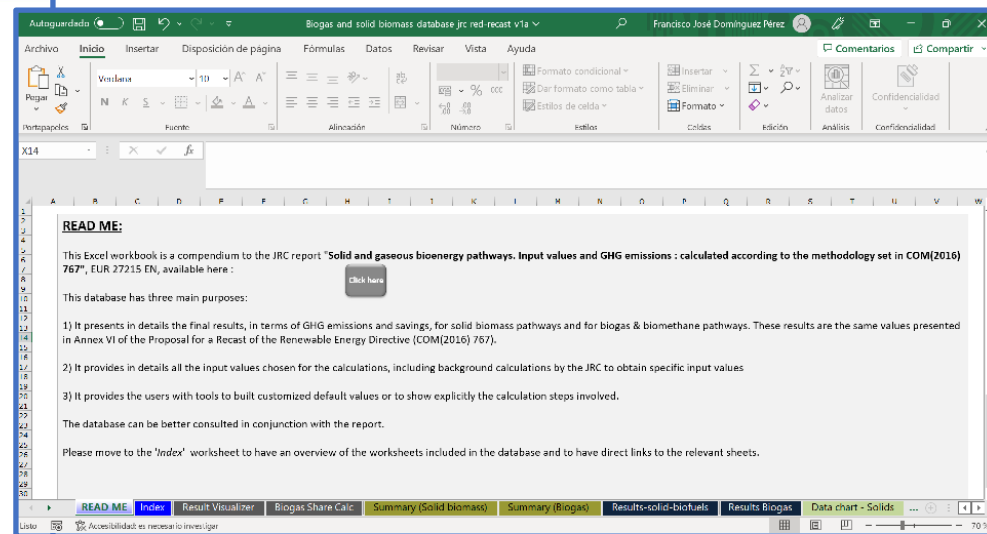 Autoguardado Biogas and solid biomass database jrc red-recast v1a Francisco José Domínguez Pérez
Archivo Inicio Insertar Disposición de página Fórmulas Datos Revisar Vista Ayuda Comentarios Compartir
Pegar Verdana 10 A A
N K S A
% 000
Formato condicional Insertar
Dar formato como tabla Eliminar
Estilos de celda Formato
Analizar datos Confidencialidad
Portapapeles Fuente Alineación Número Estilos Celdas Edición Análisis Confidencialidad
X14 fx
A B C D E F G H I J K L M N O P Q R S T U V W
READ ME:
This Excel workbook is a compendium to the JRC report "Solid and gaseous bioenergy pathways. Input values and GHG emissions : calculated according to the methodology set in COM(2016)
767", EUR 27215 EN, available here :
Click here
This database has three main purposes:
1) It presents in details the final results, in terms of GHG emissions and savings, for solid biomass pathways and for biogas & biomethane pathways. These results are the same values presented
in Annex VI of the Proposal for a Recast of the Renewable Energy Directive (COM(2016) 767).
2) It provides in details all the input values chosen for the calculations, including background calculations by the JRC to obtain specific input values
3) It provides the users with tools to built customized default values or to show explicitly the calculation steps involved.
The database can be better consulted in conjunction with the report.
Please move to the 'Index' worksheet to have an overview of the worksheets included in the database and to have direct links to the relevant sheets.
READ ME Index Result Visualizer Biogas Share Calc Summary (Solid biomass) Summary (Biogas) Results-solid-biofuels Results Biogas Data chart - Solids ...
Listo Accesibilidad: es necesario investigar 70 %